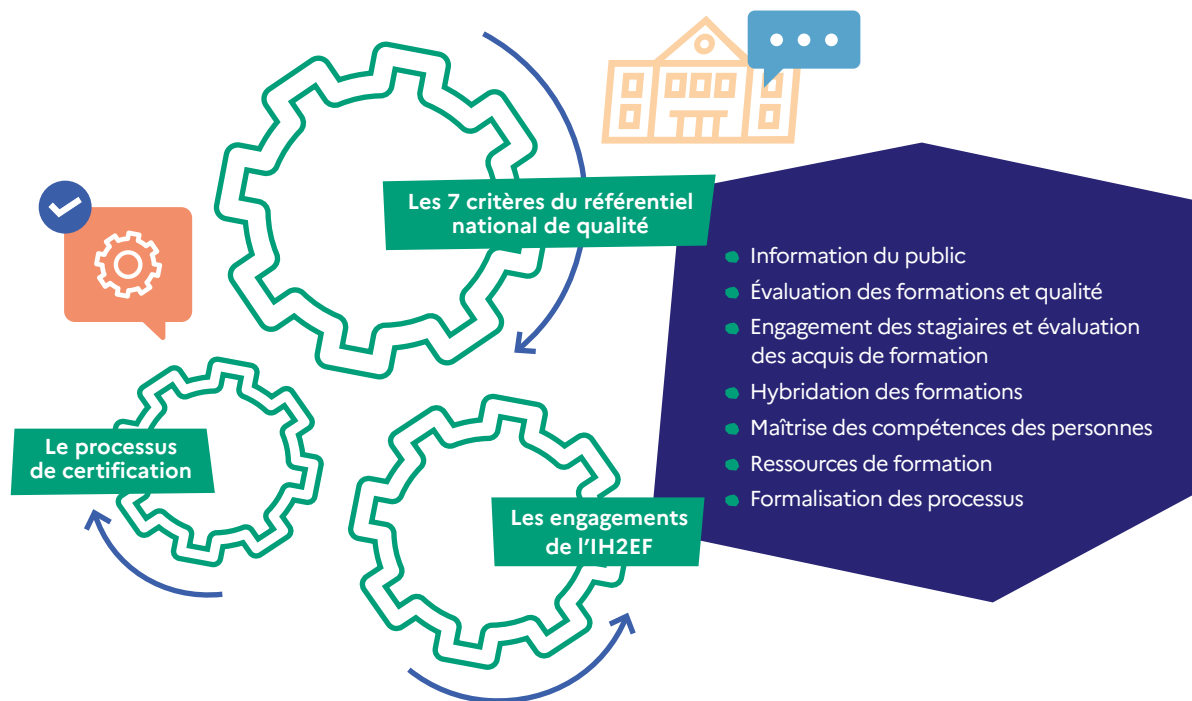 Les 7 critères du référentiel
national de qualité
Information du public
Évaluation des formations et qualité
Engagement des stagiaires et évaluation
des acquis de formation
Hybridation des formations
Maîtrise des compétences des personnes
Ressources de formation
Formalisation des processus
Le processus
de certification
Les engagements
de l'IH2EF